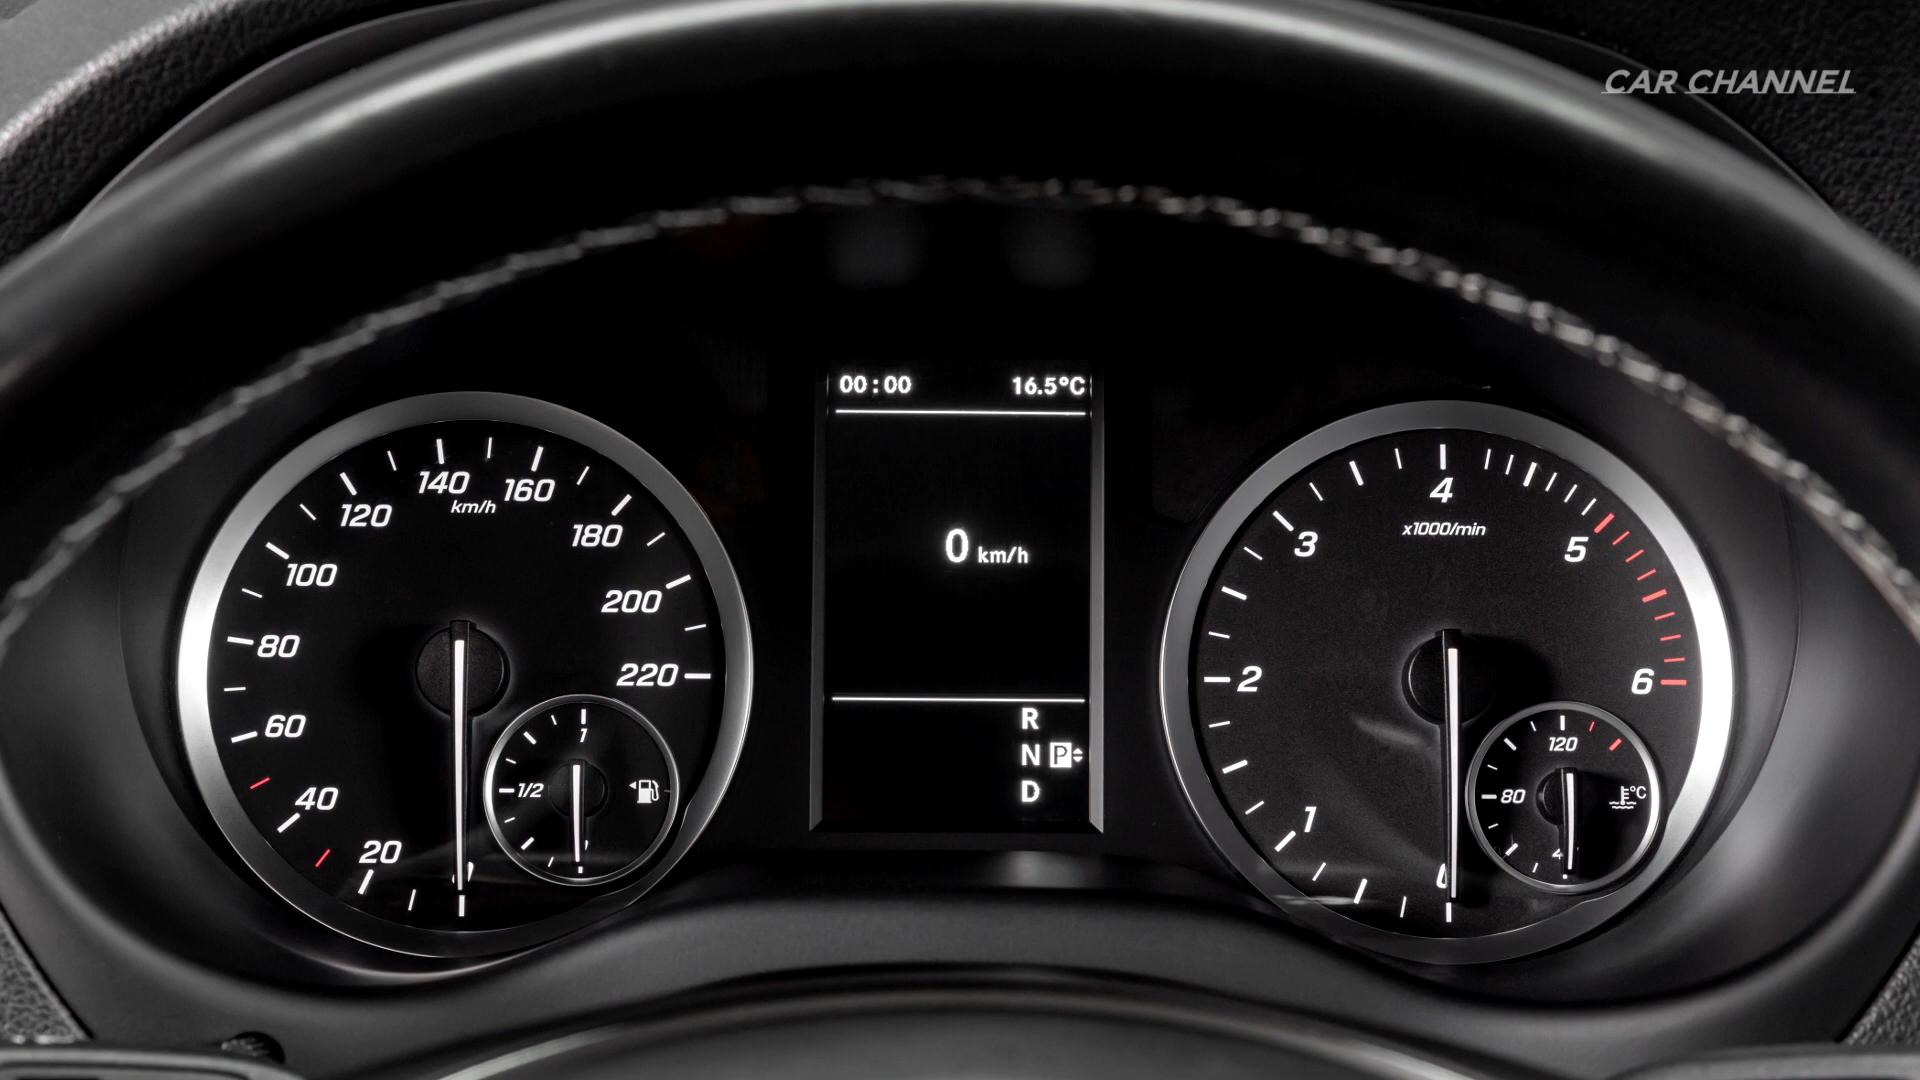 CAR CHANNEL
00:00 16.5°C
140 160
km/h
120 180
100 200
80 220
60
40
20
1
1/2
0 km/h
R
N P
D
4
x1000/min
3 5
2 6
1
120
80 °C